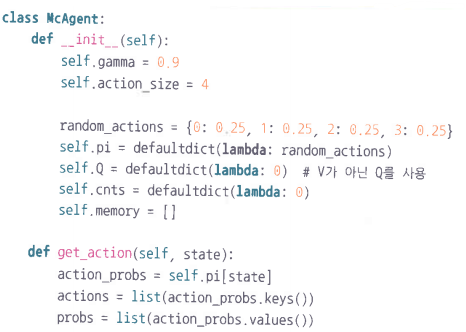 class McAgent:
    def __init__(self):
        self.gamma = 0.9
        self.action_size = 4

        random_actions = {0: 0.25, 1: 0.25, 2: 0.25, 3: 0.25}
        self.pi = defaultdict(lambda: random_actions)
        self.Q = defaultdict(lambda: 0)  # V가 아닌 Q를 사용
        self.cnts = defaultdict(lambda: 0)
        self.memory = []

    def get_action(self, state):
        action_probs = self.pi[state]
        actions = list(action_probs.keys())
        probs = list(action_probs.values())